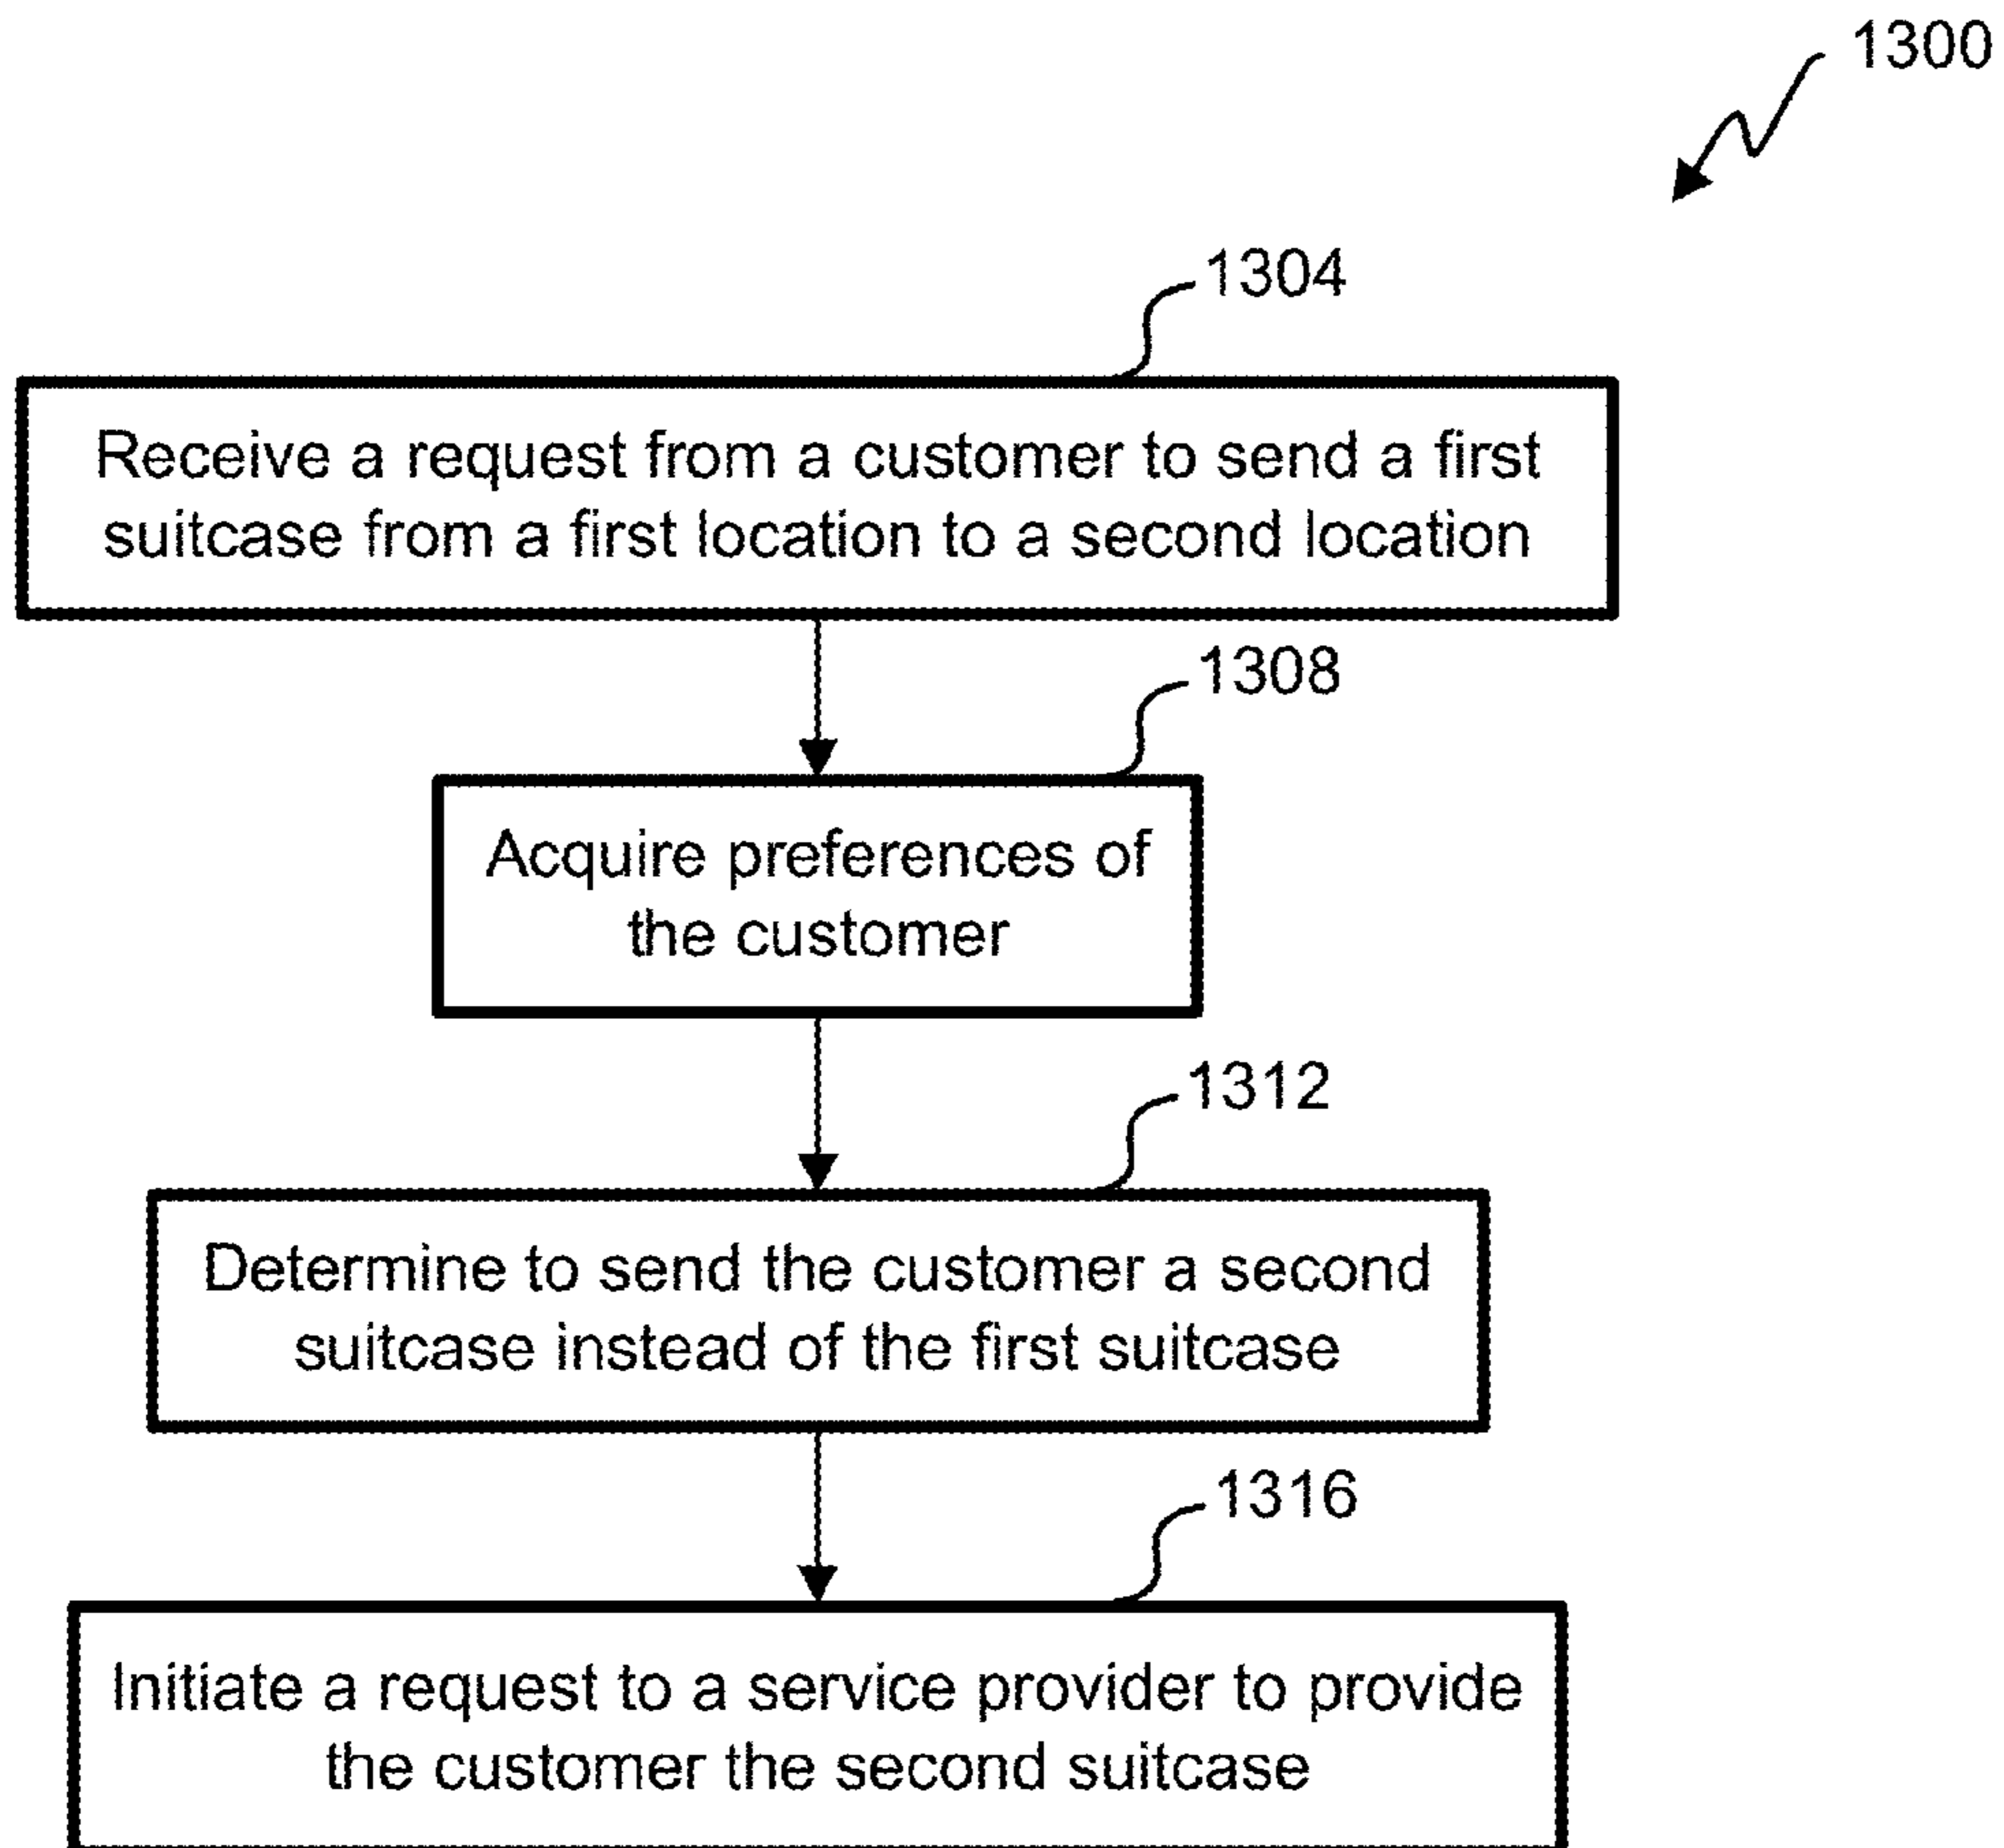 1300
1304
Receive a request from a customer to send a first
suitcase from a first location to a second location
1308
Acquire preferences of
the customer
1312
Determine to send the customer a second
suitcase instead of the first suitcase
1316
Initiate a request to a service provider to provide
the customer the second suitcase